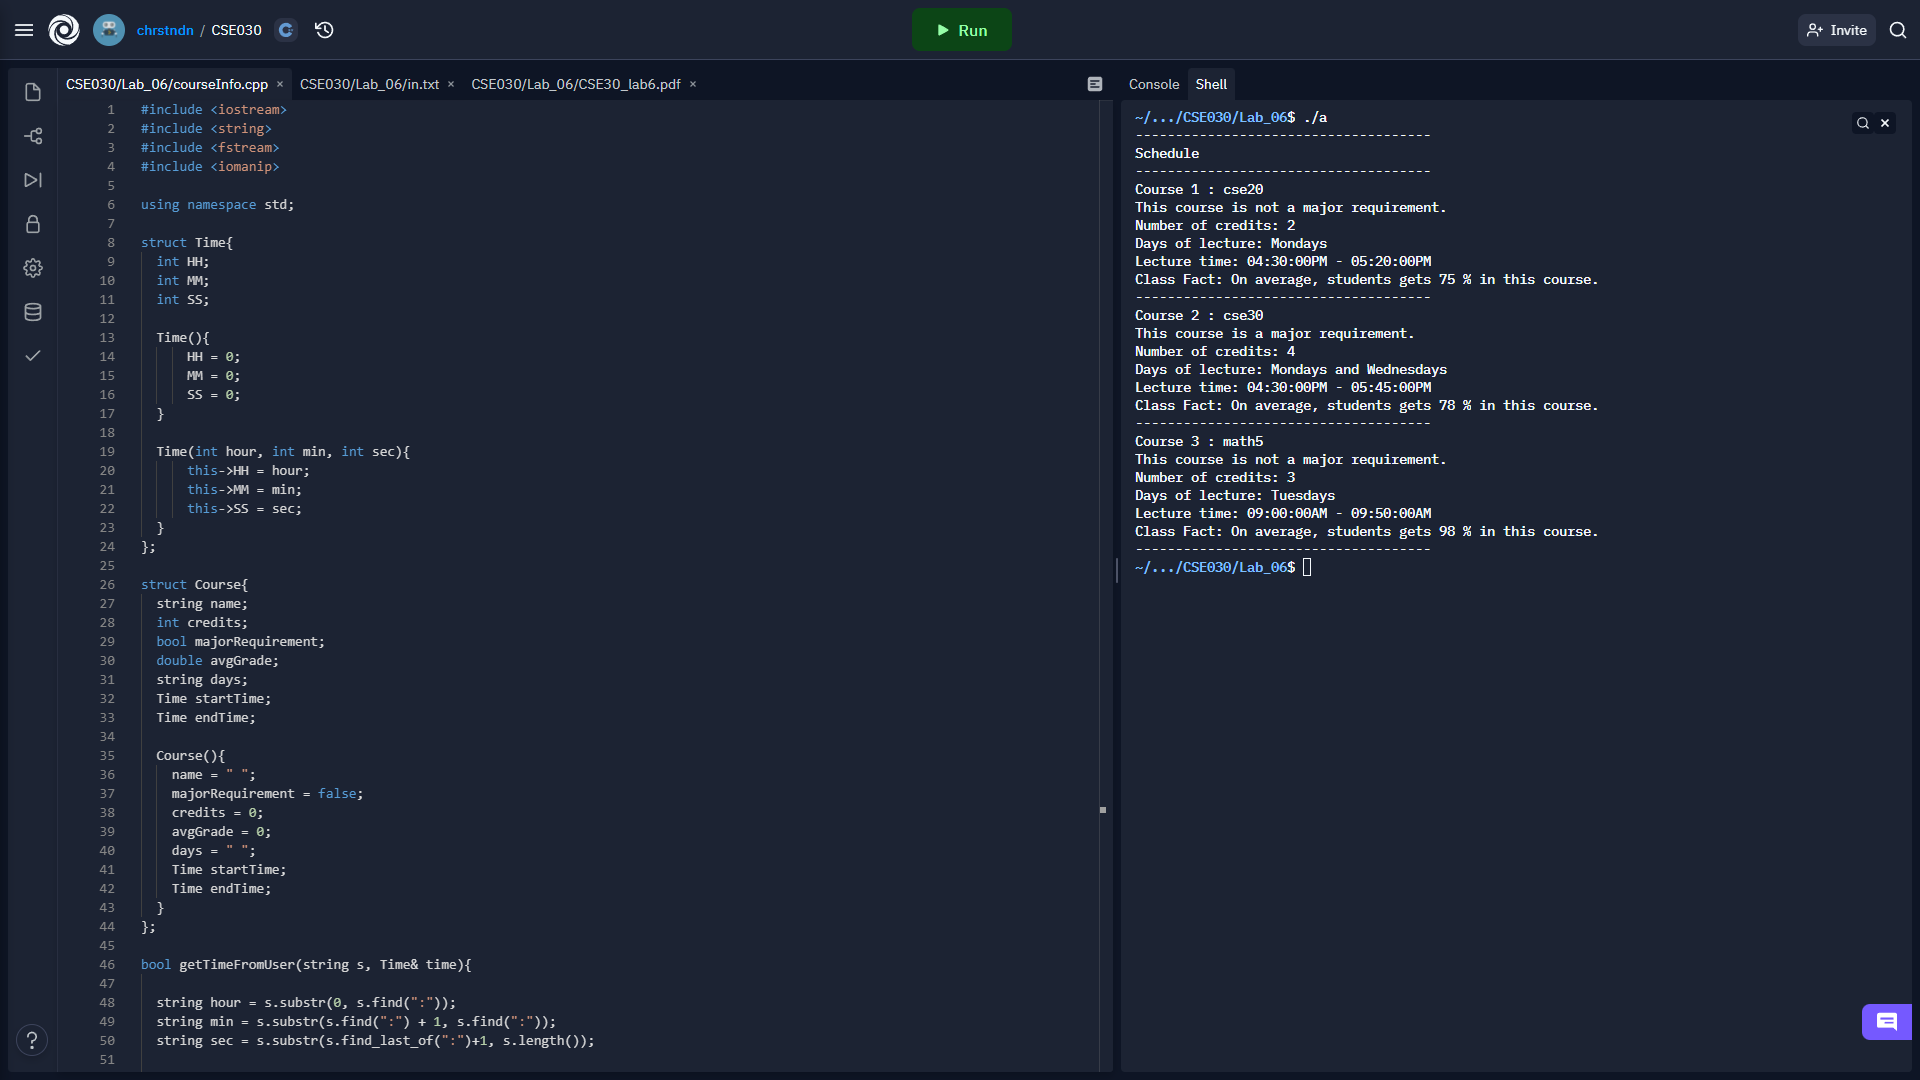 chrstndn / CSE030
Run
Invite
CSE030/Lab_06/courseInfo.cpp × CSE030/Lab_06/in.txt × CSE030/Lab_06/CSE30_lab6.pdf ×
1 #include <iostream>
2 #include <string>
3 #include <fstream>
4 #include <iomanip>
5
6 using namespace std;
7
8 struct Time{
9 int HH;
10 int MM;
11 int SS;
12
13 Time(){
14 HH = 0;
15 MM = 0;
16 SS = 0;
17 }
18
19 Time(int hour, int min, int sec){
20 this->HH = hour;
21 this->MM = min;
22 this->SS = sec;
23 }
24 };
25
26 struct Course{
27 string name;
28 int credits;
29 bool majorRequirement;
30 double avgGrade;
31 string days;
32 Time startTime;
33 Time endTime;
34
35 Course(){
36 name = " ";
37 majorRequirement = false;
38 credits = 0;
39 avgGrade = 0;
40 days = " ";
41 Time startTime;
42 Time endTime;
43 }
44 };
45
46 bool getTimeFromUser(string s, Time& time){
47
48 string hour = s.substr(0, s.find(":"));
49 string min = s.substr(s.find(":") + 1, s.find(":"));
50 string sec = s.substr(s.find_last_of(":")+1, s.length());
51
?
Console Shell
~/.../CSE030/Lab_06$ ./a
-------------------------------------
Schedule
-------------------------------------
Course 1 : cse20
This course is not a major requirement.
Number of credits: 2
Days of lecture: Mondays
Lecture time: 04:30:00PM - 05:20:00PM
Class Fact: On average, students gets 75 % in this course.
-------------------------------------
Course 2 : cse30
This course is a major requirement.
Number of credits: 4
Days of lecture: Mondays and Wednesdays
Lecture time: 04:30:00PM - 05:45:00PM
Class Fact: On average, students gets 78 % in this course.
-------------------------------------
Course 3 : math5
This course is not a major requirement.
Number of credits: 3
Days of lecture: Tuesdays
Lecture time: 09:00:00AM - 09:50:00AM
Class Fact: On average, students gets 98 % in this course.
-------------------------------------
~/.../CSE030/Lab_06$